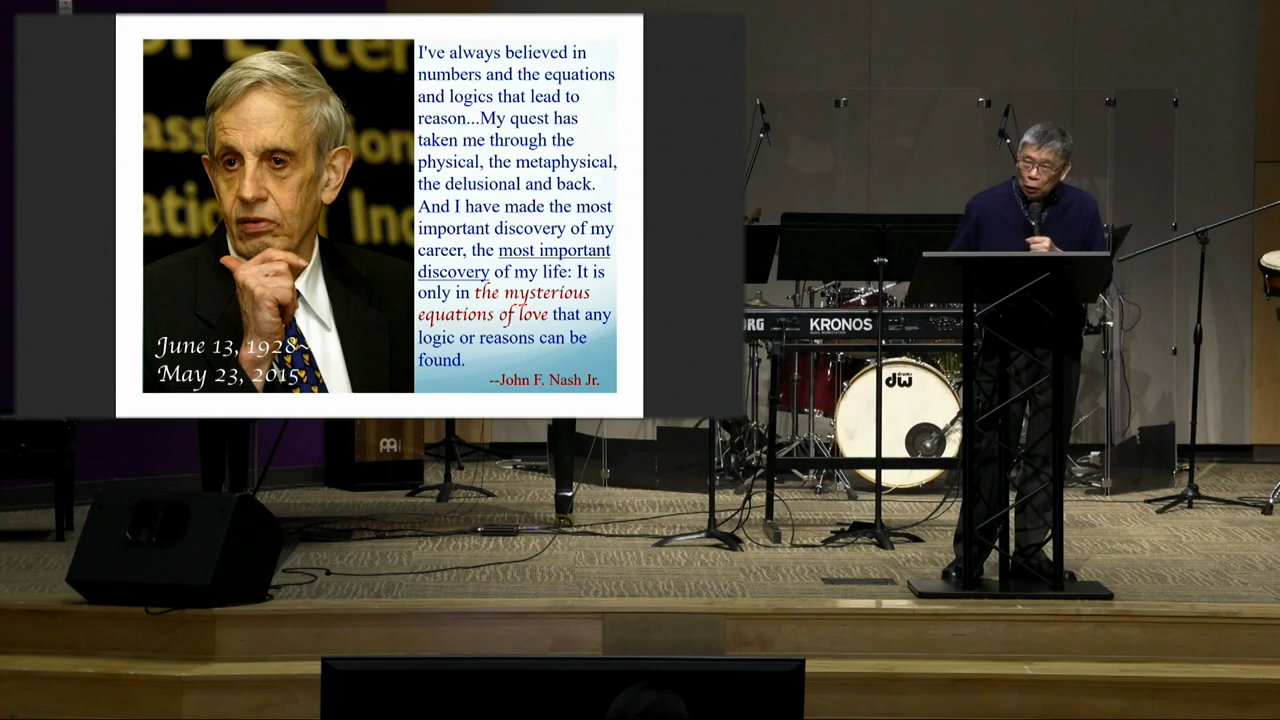 I've always believed in
numbers and the equations
and logics that lead to
reason...My quest has
taken me through the
physical, the metaphysical,
the delusional and back.
And I have made the most
important discovery of my
career, the most important
discovery of my life: It is
only in the mysterious
equations of love that any
logic or reasons can be
found.
--John F. Nash Jr.
June 13, 1928~
May 23, 2015
KORG KRONOS
drums
dw